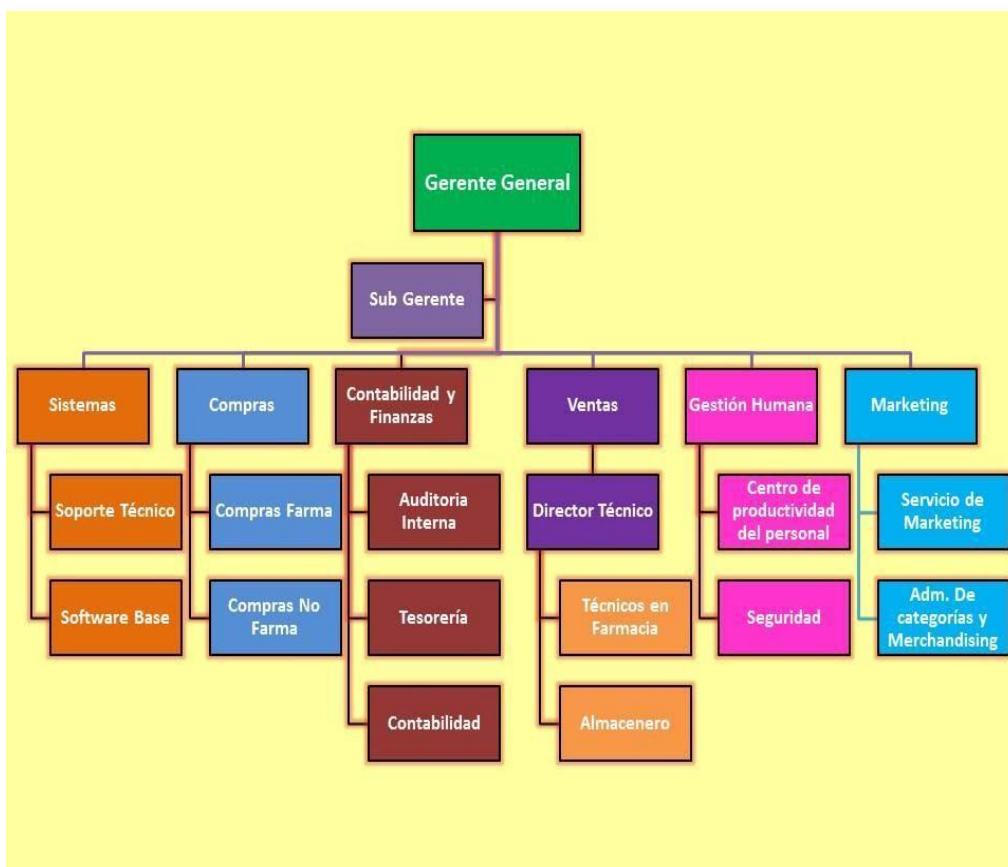 Gerente General
Sub Gerente
Sistemas
Compras
Contabilidad y
Finanzas
Ventas
Gestión Humana
Marketing
Soporte Técnico
Compras Farma
Auditoria
Interna
Director Técnico
Centro de
productividad
del personal
Servicio de
Marketing
Software Base
Compras No
Farma
Tesorería
Técnicos en
Farmacia
Seguridad
Adm. De
categorías y
Merchandising
Contabilidad
Almacenero